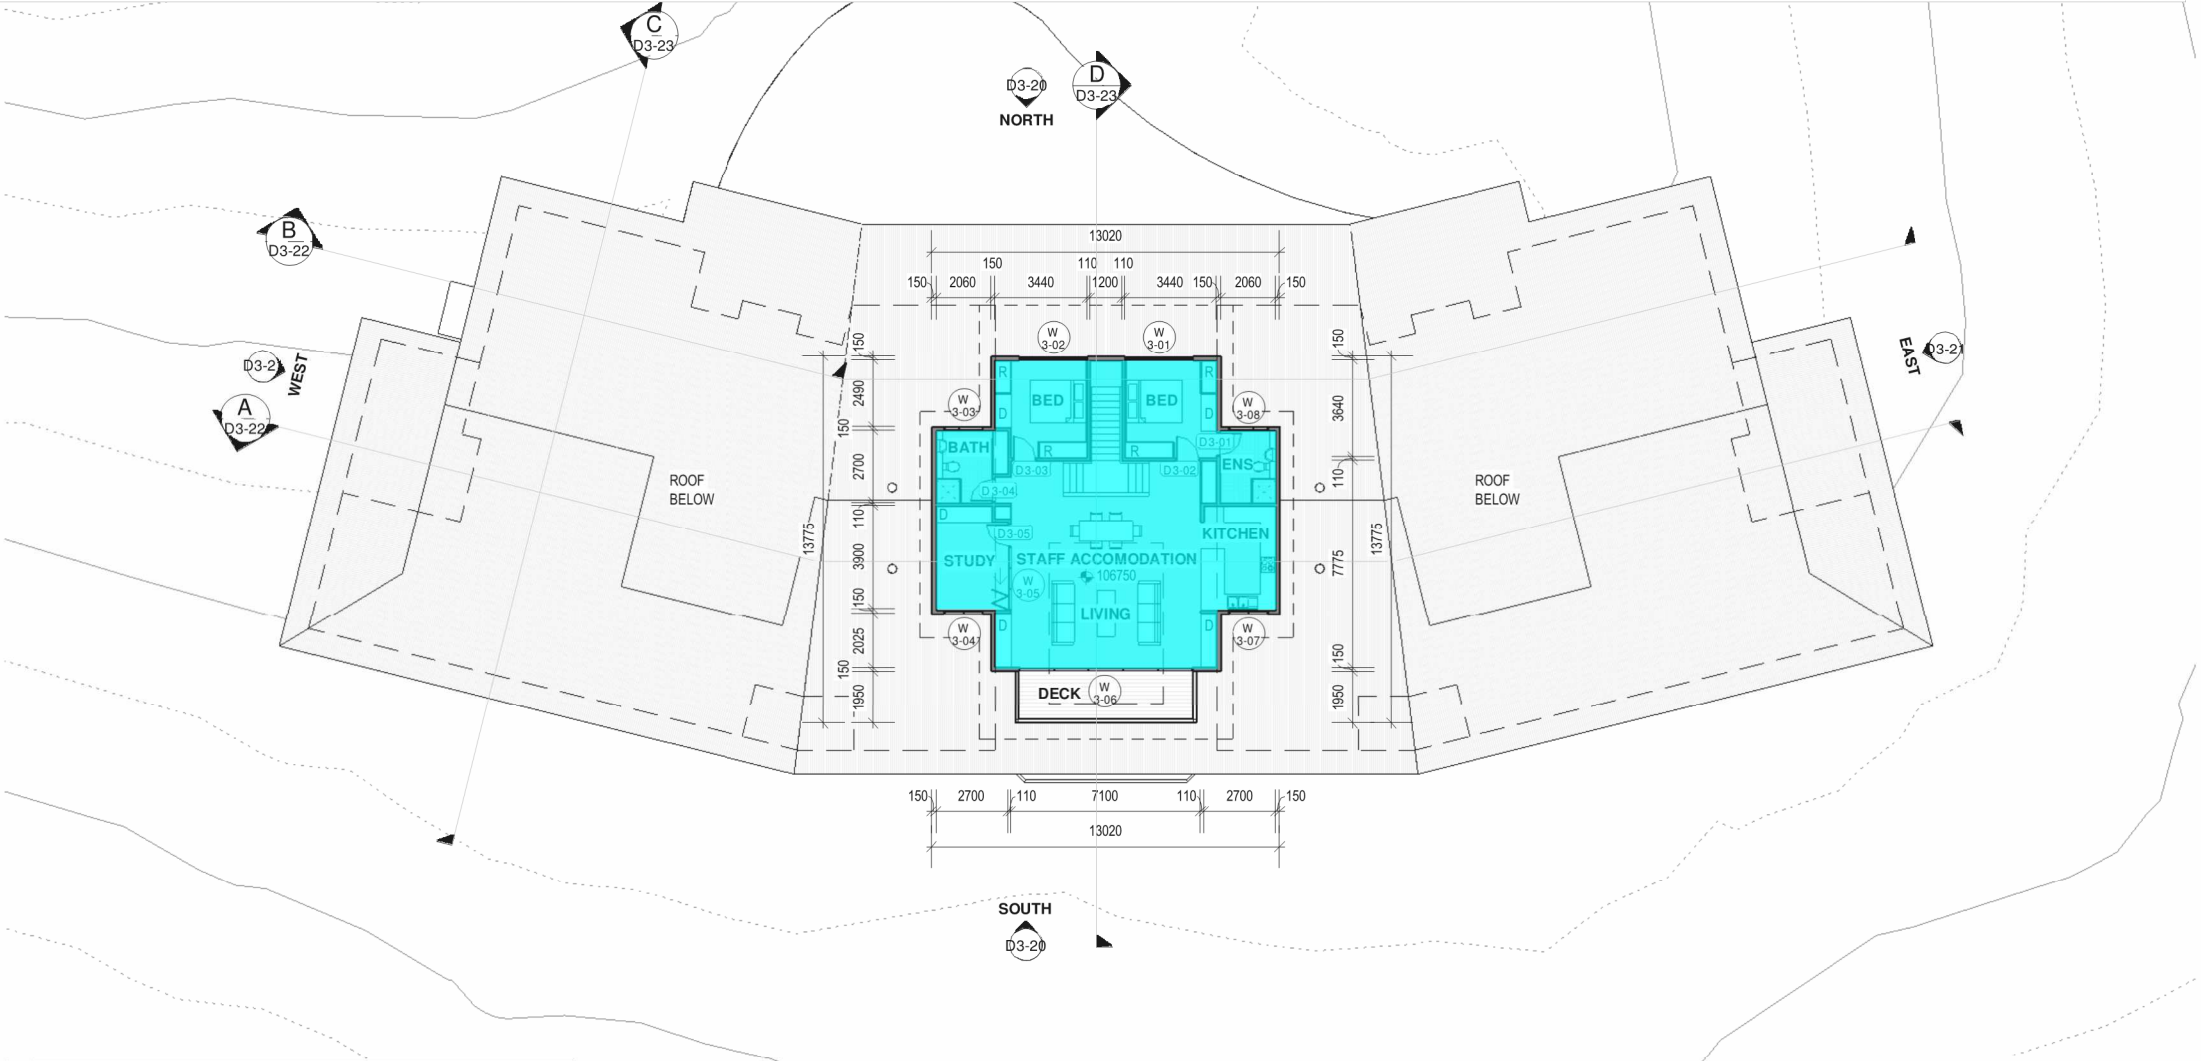 C
D3-23
D3-20
NORTH
D
D3-23
B
D3-22
D3-2
WEST
A
D3-22
EAST
D3-2
13020
150
110
110
150
2060
3440
1200
3440
150
2060
150
W
3-02
W
3-01
150
2490
150
2700
110
3900
150
2025
150
1950
13775
150
3640
110
7775
150
1950
13775
W
3-03
W
3-08
R
BED
D
R
BED
R
D
R
BATH
D3-03
D3-04
D3-02
D3-01
ENS
D
D3-05
KITCHEN
STUDY
STAFF ACCOMODATION
106750
W
3-05
LIVING
D
D
W
3-04
W
3-07
DECK
W
3-06
ROOF
BELOW
ROOF
BELOW
150
2700
110
7100
110
2700
150
13020
SOUTH
D3-20